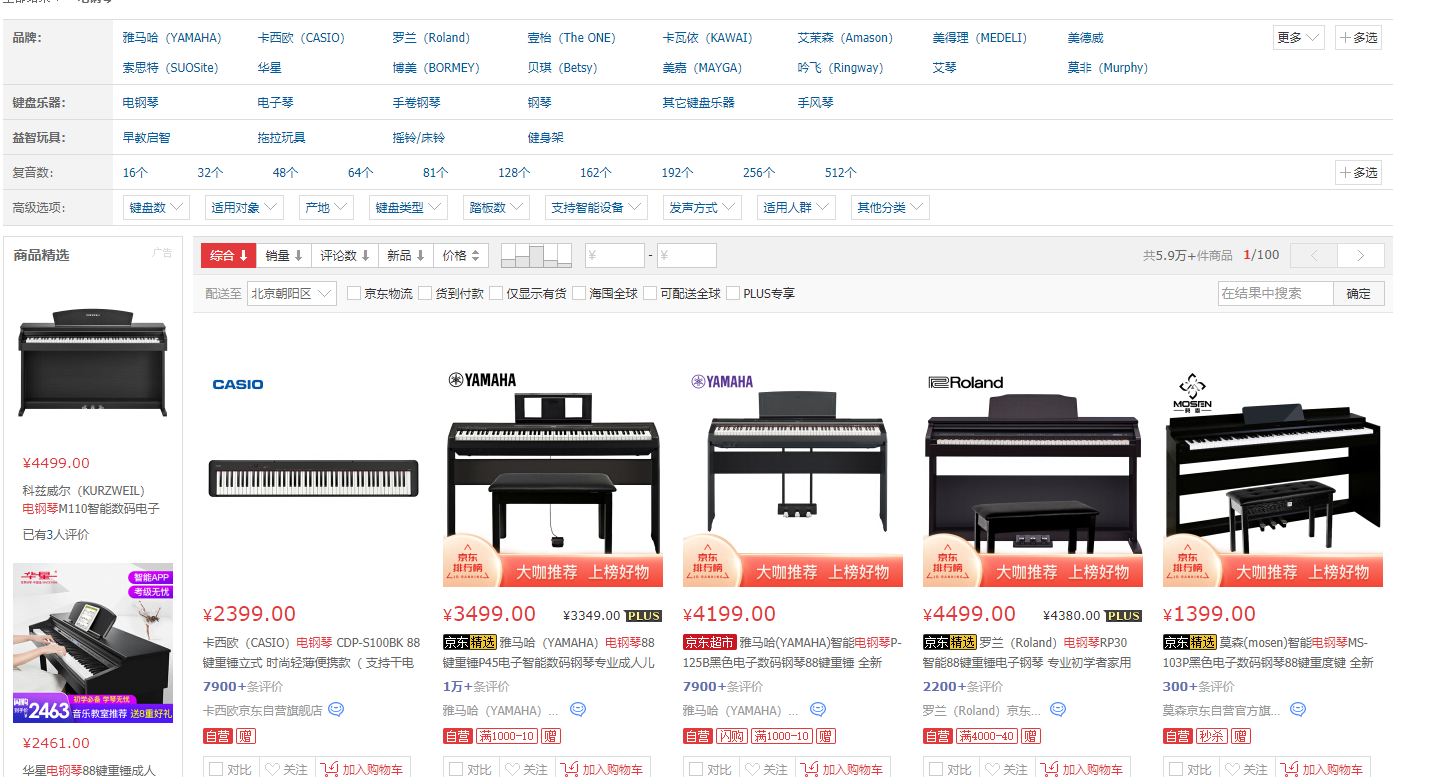 品牌：
雅马哈（YAMAHA） 卡西欧（CASIO） 罗兰（Roland） 壹枱（The ONE） 卡瓦依（KAWAI） 艾茉森（Amason） 美得理（MEDELI） 美德威 更多 多选
索思特（SUOSite） 华星 博美（BORMEY） 贝琪（Betsy） 美嘉（MAYGA） 吟飞（Ringway） 艾琴 莫非（Murphy）
键盘乐器： 电钢琴 电子琴 手卷钢琴 钢琴 其它键盘乐器 手风琴
益智玩具： 早教启智 拖拉玩具 摇铃/床铃 健身架
复音数： 16个 32个 48个 64个 81个 128个 162个 192个 256个 512个 多选
高级选项： 键盘数 适用对象 产地 键盘类型 踏板数 支持智能设备 发声方式 适用人群 其他分类
商品精选 广告
¥4499.00
科兹威尔（KURZWEIL）
电钢琴M110智能数码电子
已有3人评价
华星
智能APP
考级无忧
初学必备 学琴无忧
2463 音乐教室推荐 送8重好礼
¥2461.00
华星电钢琴88键重锤成人
综合 销量 评论数 新品 价格 ¥ - ¥ 共5.9万+件商品 1/100 < >
配送至 北京朝阳区 京东物流 货到付款 仅显示有货 海囤全球 可配送全球 PLUS专享 在结果中搜索 确定
CASIO
¥2399.00
卡西欧（CASIO）电钢琴 CDP-S100BK 88
键重锤立式 时尚轻薄便携款（ 支持干电
7900+条评价
卡西欧京东自营旗舰店
自营 赠
对比 关注 加入购物车
YAMAHA
京东
排行榜
JD RANKING
大咖推荐 上榜好物
¥3499.00 ¥3349.00 PLUS
京东精选 雅马哈（YAMAHA）电钢琴88
键重锤P45电子智能数码钢琴专业成人儿
1万+条评价
雅马哈（YAMAHA）...
自营 满1000-10 赠
对比 关注 加入购物车
YAMAHA
京东
排行榜
JD RANKING
大咖推荐 上榜好物
¥4199.00
京东超市 雅马哈(YAMAHA)智能电钢琴P-
125B黑色电子数码钢琴88键重锤 全新
7900+条评价
雅马哈（YAMAHA）...
自营 闪购 满1000-10 赠
对比 关注 加入购物车
Roland
京东
排行榜
JD RANKING
大咖推荐 上榜好物
¥4499.00 ¥4380.00 PLUS
京东精选 罗兰（Roland）电钢琴RP30
智能88键重锤电子钢琴 专业初学者家用
2200+条评价
罗兰（Roland）京东...
自营 满4000-40 赠
对比 关注 加入购物车
MOSEN
莫森
京东
排行榜
JD RANKING
大咖推荐 上榜好物
¥1399.00
京东精选 莫森(mosen)智能电钢琴MS-
103P黑色电子数码钢琴88键重度键 全新
300+条评价
莫森京东自营官方旗...
自营 秒杀 赠
对比 关注 加入购物车